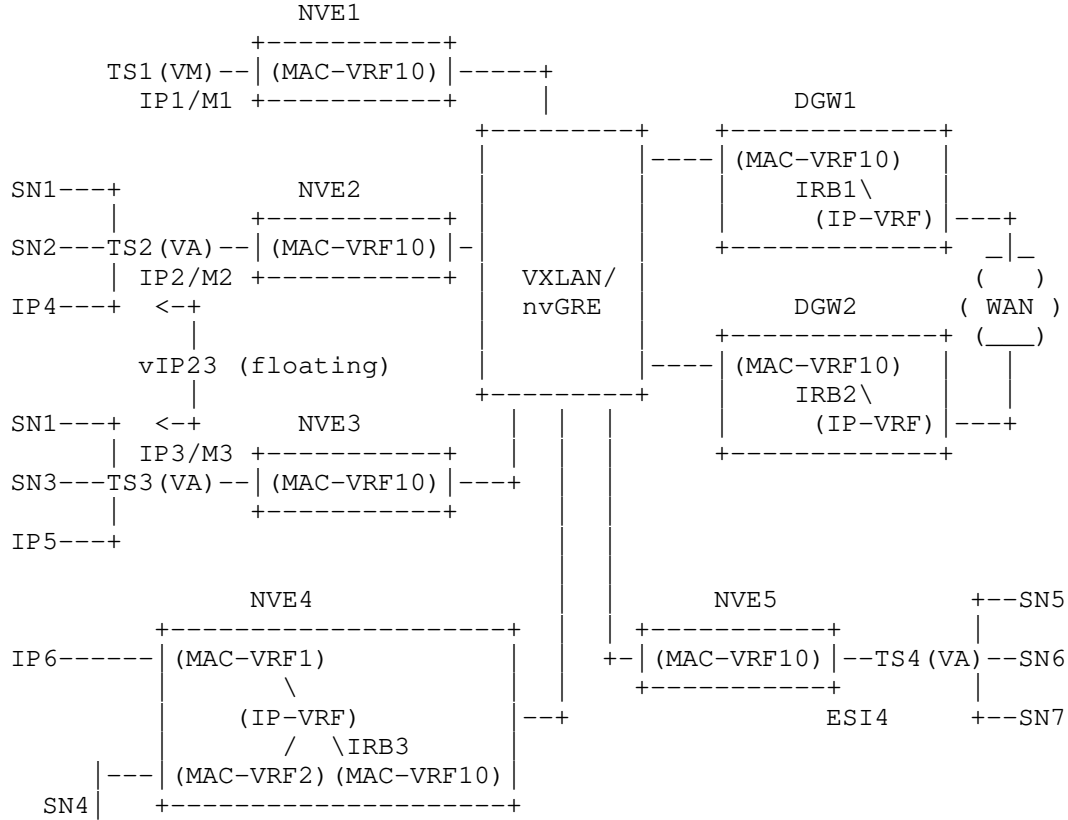 NVE1
TS1(VM)--|(MAC-VRF10)|-----+
IP1/M1 DGW1
|(MAC-VRF10)
SN1---+ NVE2 IRB1\
(IP-VRF)|---+
SN2---TS2(VA)--|(MAC-VRF10)|-
IP2/M2 VXLAN/
IP4---+ <-+ nvGRE DGW2 ( WAN )
vIP23 (floating) |(MAC-VRF10)
IRB2\
SN1---+ <-+ NVE3 (IP-VRF)|---+
IP3/M3
SN3---TS3(VA)--|(MAC-VRF10)|---+
IP5---+
NVE4 NVE5 +--SN5
IP6------|(MAC-VRF1) +-|(MAC-VRF10)|--TS4(VA)--SN6
(IP-VRF) |--+ ESI4 +--SN7
/ \IRB3
|---|(MAC-VRF2)(MAC-VRF10)|
SN4|